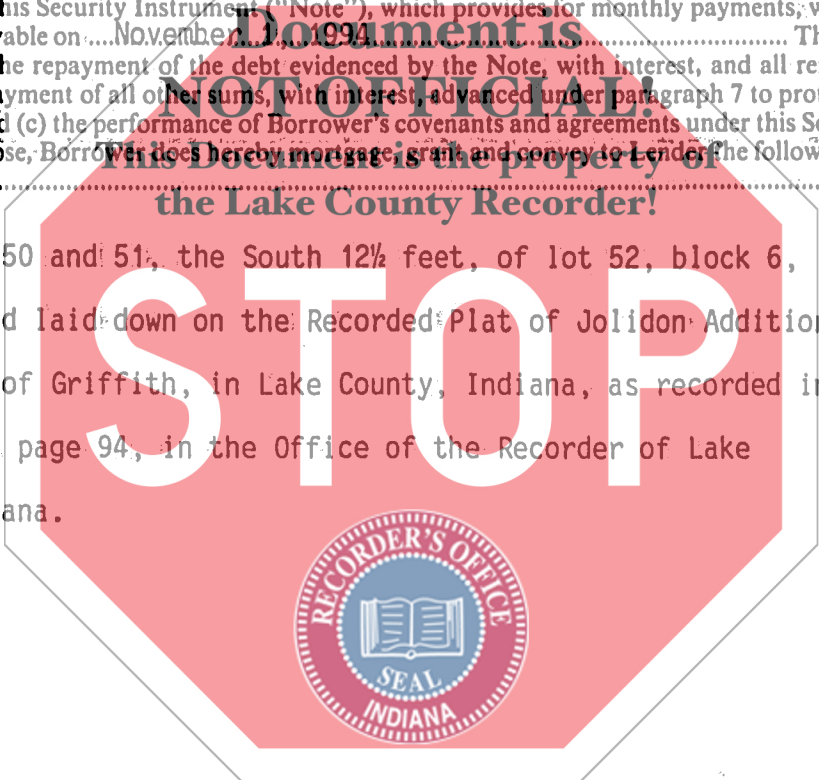 his Security Instrument ("Note"), which provides for monthly payments,
able on ....November 1, 1994
he repayment of the debt evidenced by the Note, with interest, and all
yment of all other sums, with interest, advanced under paragraph 7 to
(c) the performance of Borrower's covenants and agreements under this
se, Borrower does hereby mortgage, grant and convey to Lender the follow
Document is
NOT OFFICIAL!
This Document is the property of
the Lake County Recorder!
50 and 51, the South 12½ feet, of lot 52, block 6,
d laid down on the Recorded Plat of Jolidon Addition
of Griffith, in Lake County, Indiana, as recorded in
page 94, in the Office of the Recorder of Lake
ana.
STOP
RECORDER'S OFFICE
SEAL
INDIANA